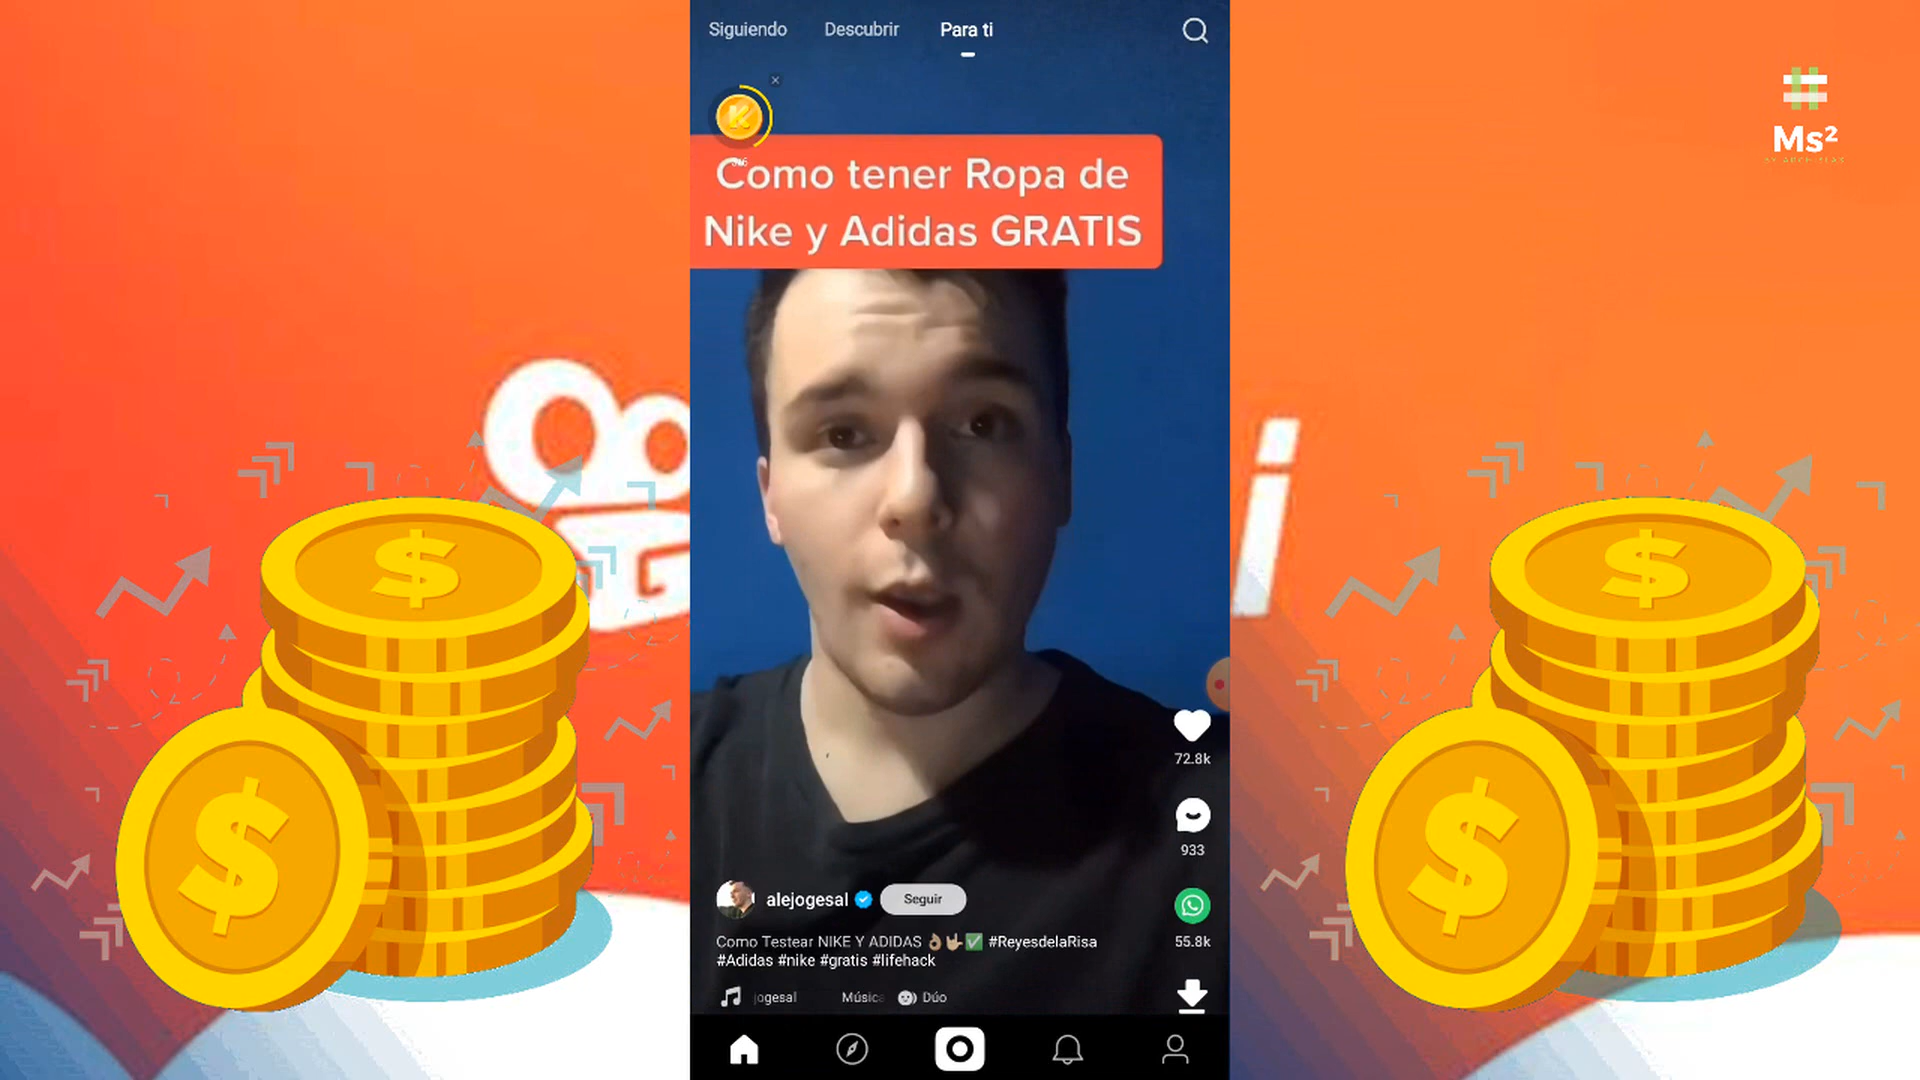 Siguiendo Descubrir Para ti
Como tener Ropa de
Nike y Adidas GRATIS
Ms²
72.8k
933
alejogesal Seguir
55.8k
Como Testear NIKE Y ADIDAS 👌🤟✅ #ReyesdelaRisa
#Adidas #nike #gratis #lifehack
jogesal Música Dúo